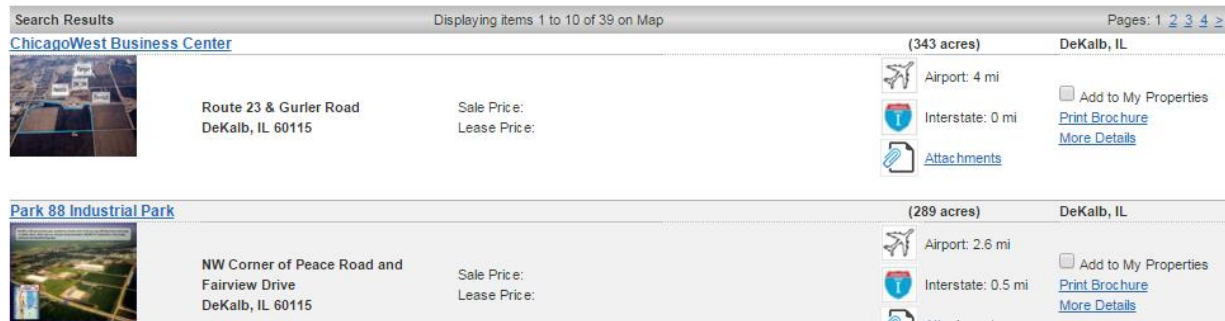 Search Results Displaying items 1 to 10 of 39 on Map Pages: 1 2 3 4 >
ChicagoWest Business Center (343 acres) DeKalb, IL
Airport: 4 mi
Route 23 & Gurler Road Sale Price: Add to My Properties
DeKalb, IL 60115 Lease Price: Interstate: 0 mi Print Brochure
More Details
Attachments
Park 88 Industrial Park (289 acres) DeKalb, IL
Airport: 2.6 mi
NW Corner of Peace Road and Add to My Properties
Fairview Drive Sale Price: Interstate: 0.5 mi Print Brochure
DeKalb, IL 60115 Lease Price: More Details